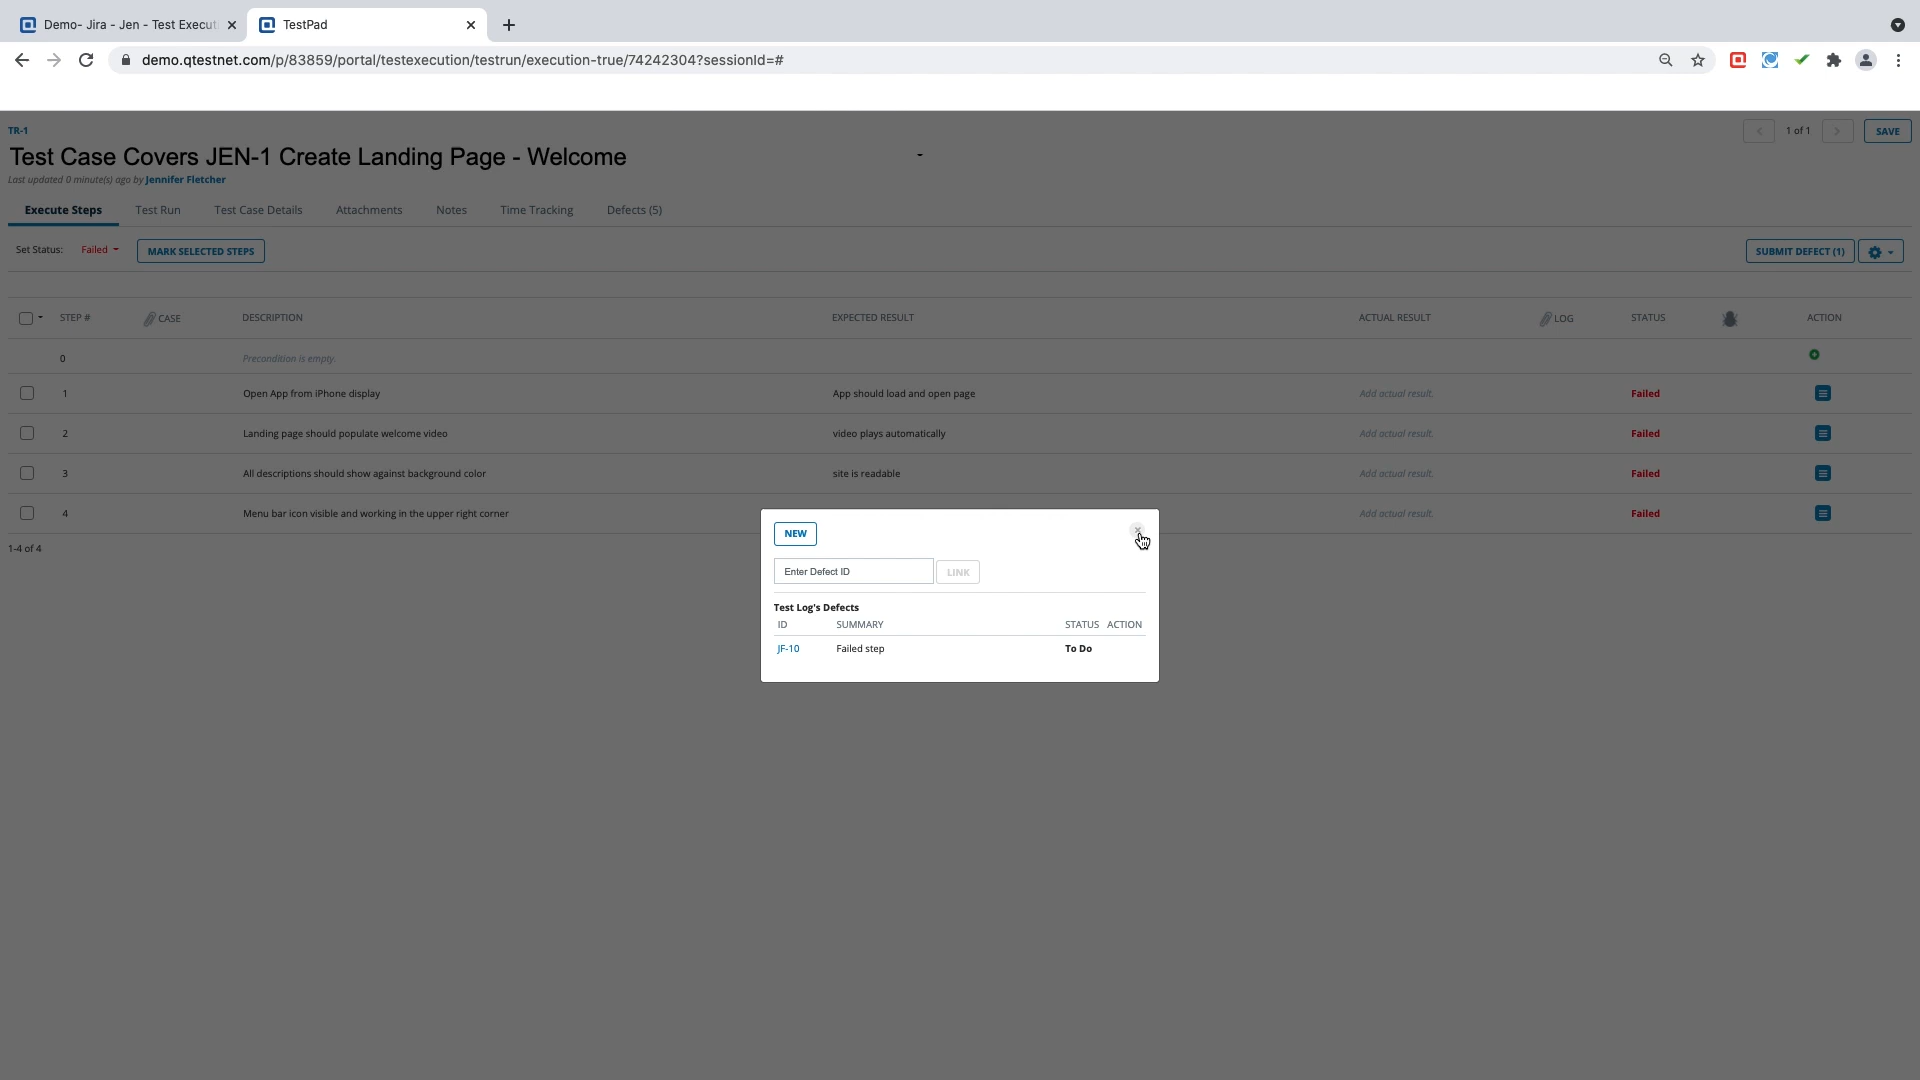 Demo- Jira - Jen - Test Execut
TestPad
demo.qtestnet.com/p/83859/portal/testexecution/testrun/execution-true/74242304?sessionId=#
TR-1
1 of 1
SAVE
Test Case Covers JEN-1 Create Landing Page - Welcome
Last updated 0 minute(s) ago by Jennifer Fletcher
Execute Steps
Test Run
Test Case Details
Attachments
Notes
Time Tracking
Defects (5)
Set Status: Failed
MARK SELECTED STEPS
SUBMIT DEFECT (1)
STEP # CASE DESCRIPTION EXPECTED RESULT ACTUAL RESULT LOG STATUS ACTION
0 Precondition is empty.
1 Open App from iPhone display App should load and open page Add actual result. Failed
2 Landing page should populate welcome video video plays automatically Add actual result. Failed
3 All descriptions should show against background color site is readable Add actual result. Failed
4 Menu bar icon visible and working in the upper right corner Add actual result. Failed
1-4 of 4
NEW
Enter Defect ID
LINK
Test Log's Defects
ID SUMMARY STATUS ACTION
JF-10 Failed step To Do